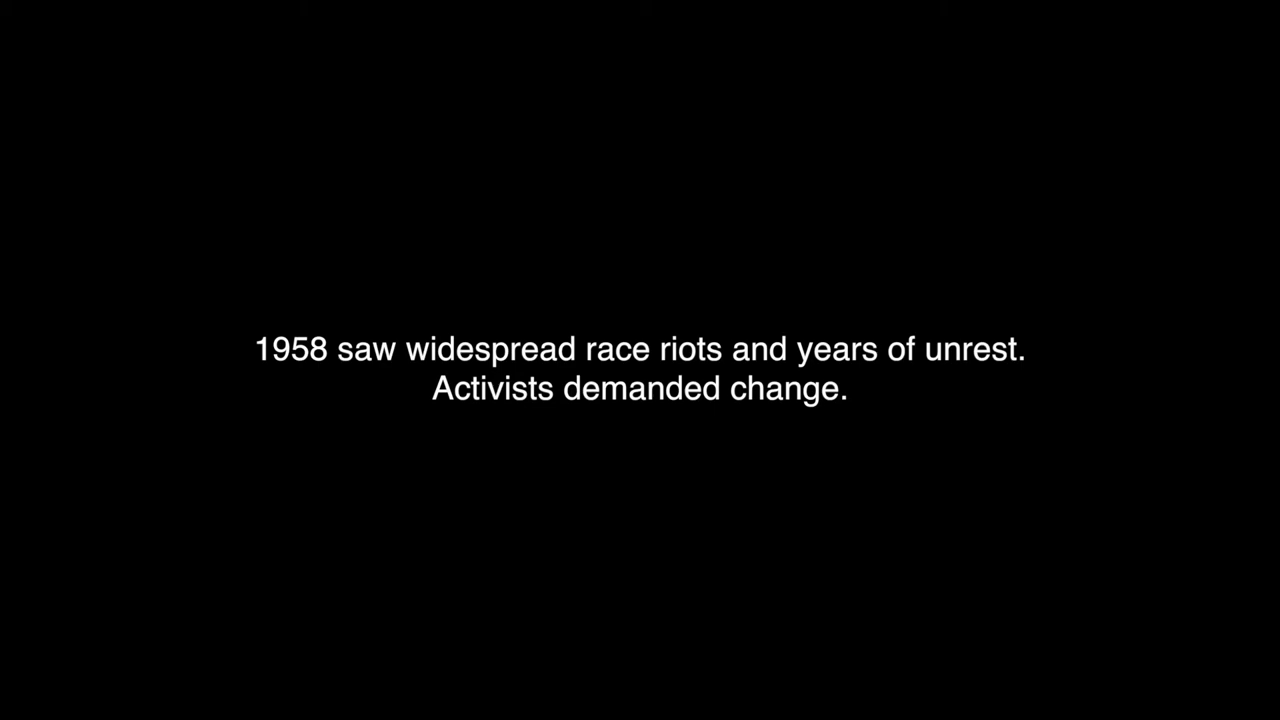 1958 saw widespread race riots and years of unrest.
Activists demanded change.